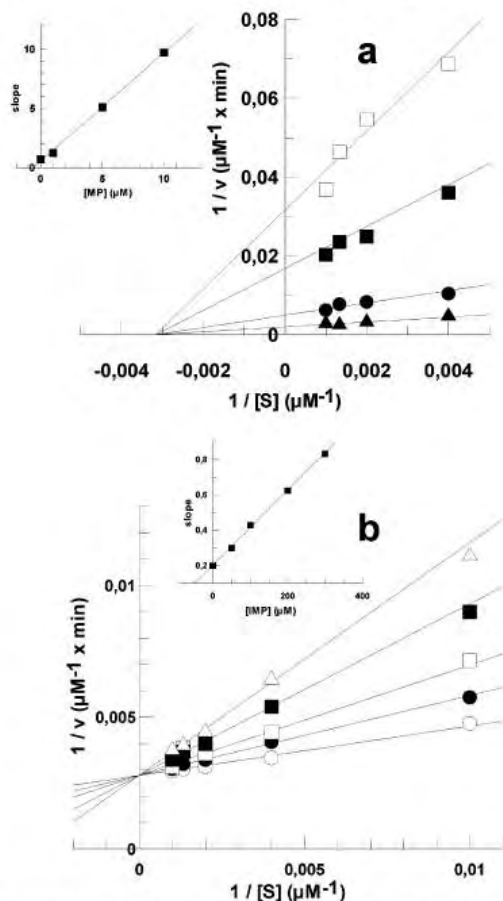 a
10
5
0
slope
0
10
[MP] (µM)
0,08
0,06
0,04
0,02
0
1 / v (µM⁻¹ x min)
-0,004
-0,002
0
0,002
0,004
1 / [S] (µM⁻¹)
b
0,8
0,6
0,4
0,2
slope
0
200
400
[IMP] (µM)
0,01
0,005
0
1 / v (µM⁻¹ x min)
0
0,005
0,01
1 / [S] (µM⁻¹)